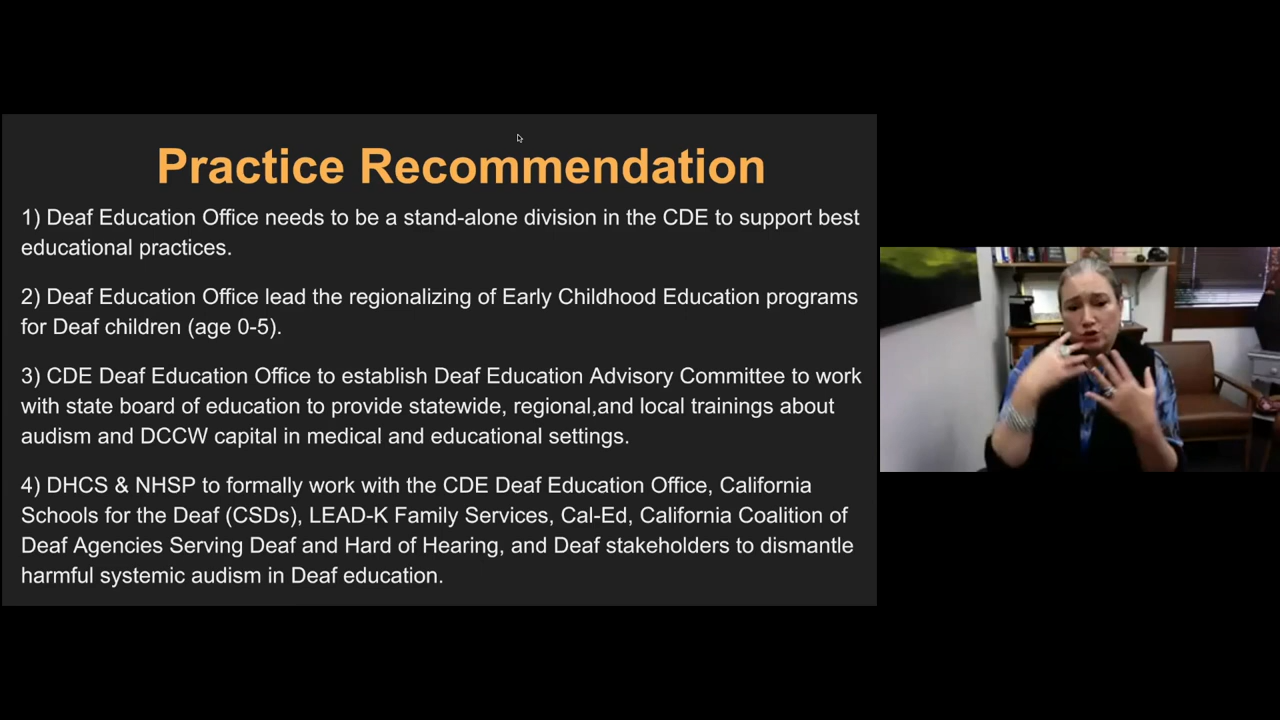 Practice Recommendation
1) Deaf Education Office needs to be a stand-alone division in the CDE to support best
educational practices.
2) Deaf Education Office lead the regionalizing of Early Childhood Education programs
for Deaf children (age 0-5).
3) CDE Deaf Education Office to establish Deaf Education Advisory Committee to work
with state board of education to provide statewide, regional,and local trainings about
audism and DCCW capital in medical and educational settings.
4) DHCS & NHSP to formally work with the CDE Deaf Education Office, California
Schools for the Deaf (CSDs), LEAD-K Family Services, Cal-Ed, California Coalition of
Deaf Agencies Serving Deaf and Hard of Hearing, and Deaf stakeholders to dismantle
harmful systemic audism in Deaf education.